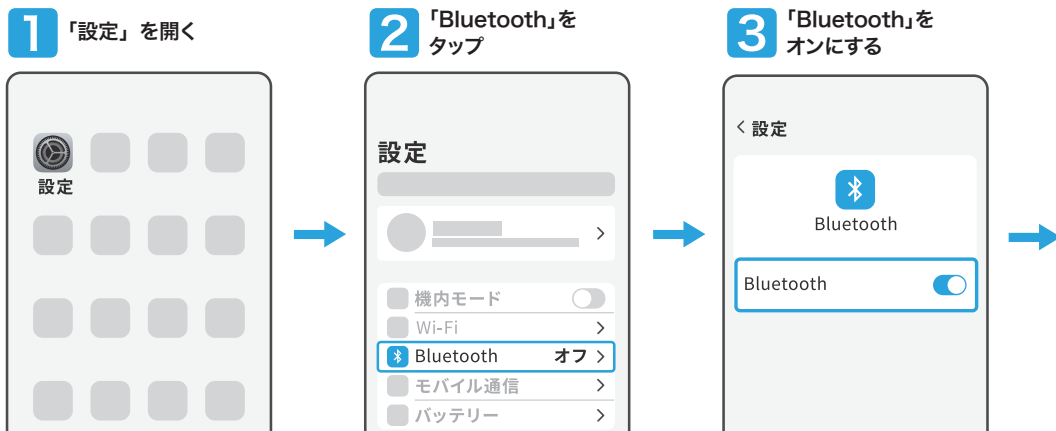 1 「設定」を開く
設定
2 「Bluetooth」を
タップ
設定
機内モード
Wi-Fi
Bluetooth オフ
モバイル通信
バッテリー
3 「Bluetooth」を
オンにする
設定
Bluetooth
Bluetooth